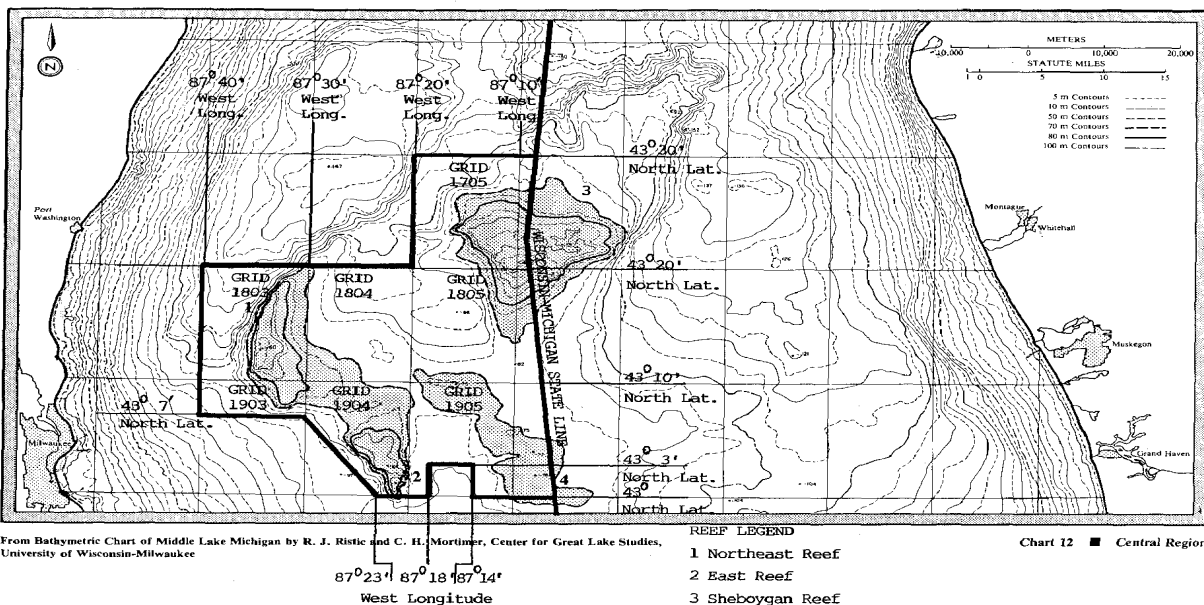 METERS
10,000 0 10,000 20,000
STATUTE MILES
1 0 5 10 15
5 m Contours
10 m Contours
50 m Contours
70 m Contours
80 m Contours
100 m Contours
N
87° 40' 87° 30' 87° 20' 87° 10'
West West West West
Long. Long. Long. Long.
43° 30'
North Lat.
GRID
1705
3
Port
Washington
Montague
Whitehall
WISCONSIN-MICHIGAN STATE LINE
43° 20'
North Lat.
GRID GRID GRID
1803 1804 1805
1
Muskegon
43° 10'
North Lat.
GRID GRID GRID
1903 1904 1905
43° 7'
North Lat.
Milwaukee
Grand Haven
43° 3'
North Lat.
2
4
43°
North Lat.
From Bathymetric Chart of Middle Lake Michigan by R. J. Ristic and C. H. Mortimer, Center for Great Lake Studies,
University of Wisconsin-Milwaukee
REEF LEGEND
Chart 12 ■ Central Region
1 Northeast Reef
2 East Reef
3 Sheboygan Reef
87° 23' 87° 18' 87° 14'
West Longitude